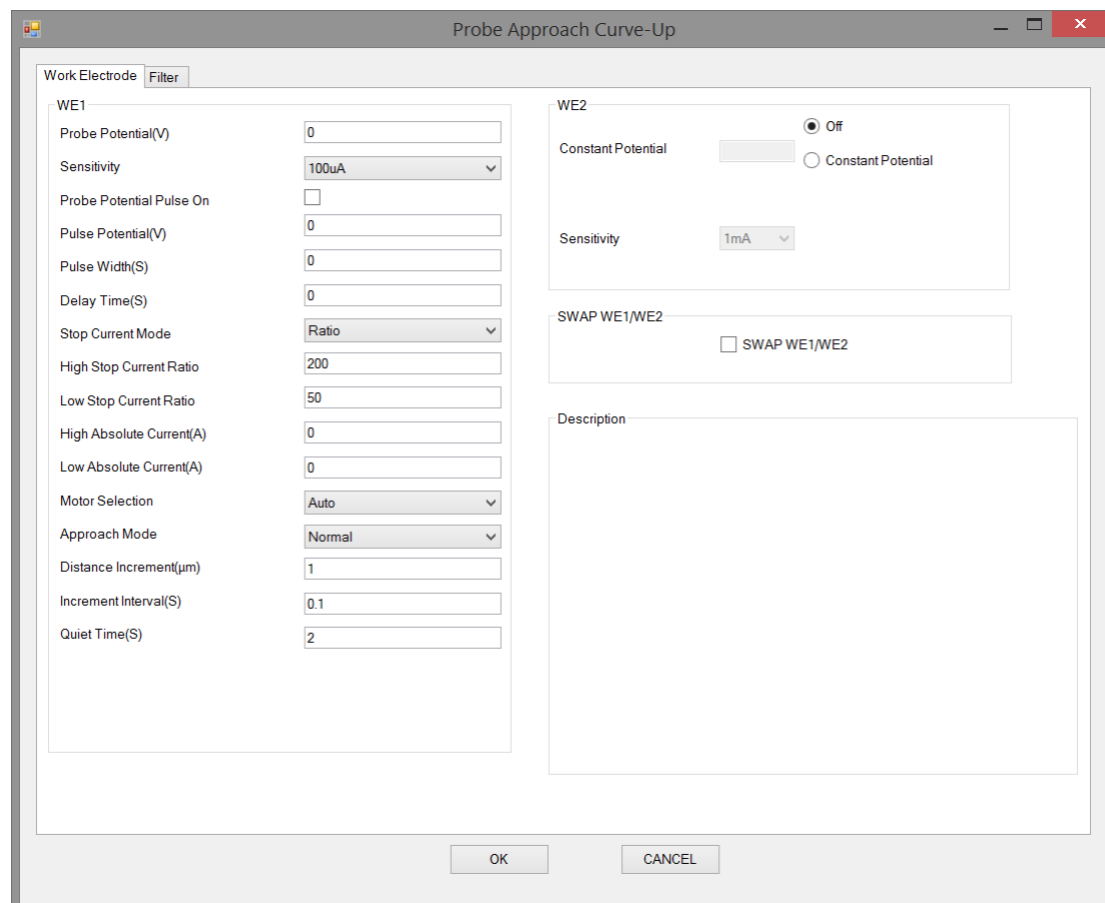 Probe Approach Curve-Up
Work Electrode Filter
WE1
Probe Potential(V) 0
Sensitivity 100uA
Probe Potential Pulse On
Pulse Potential(V) 0
Pulse Width(S) 0
Delay Time(S) 0
Stop Current Mode Ratio
High Stop Current Ratio 200
Low Stop Current Ratio 50
High Absolute Current(A) 0
Low Absolute Current(A) 0
Motor Selection Auto
Approach Mode Normal
Distance Increment(µm) 1
Increment Interval(S) 0.1
Quiet Time(S) 2
WE2
Off
Constant Potential Constant Potential
Sensitivity 1mA
SWAP WE1/WE2
SWAP WE1/WE2
Description
OK CANCEL